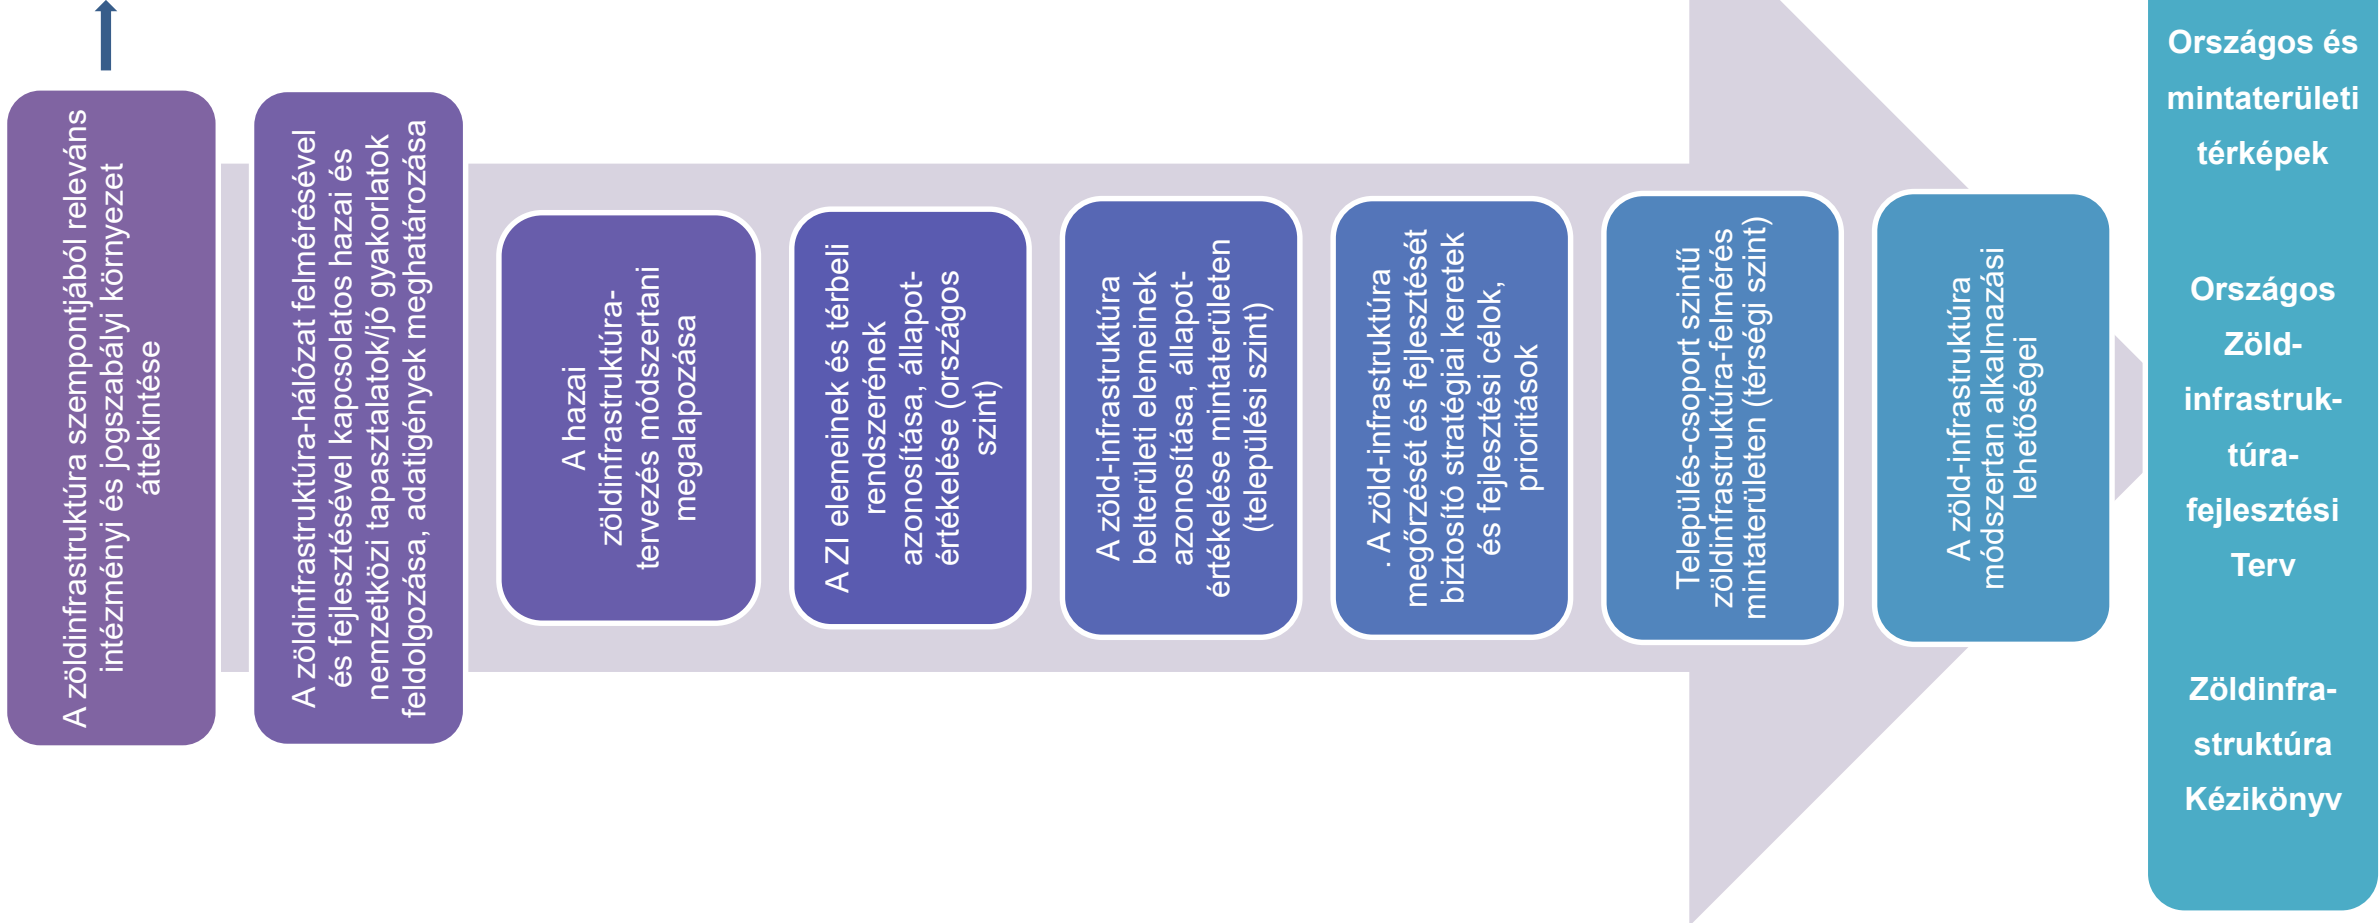 A zöldinfrastruktúra szempontjából releváns
intézményi és jogszabályi környezet
áttekintése
A zöldinfrastruktúra-hálózat felmérésével
és fejlesztésével kapcsolatos hazai és
nemzetközi tapasztalatok/jó gyakorlatok
feldolgozása, adatigények meghatározása
A hazai
zöldinfrastruktúra-
tervezés módszertani
megalapozása
A ZI elemeinek és térbeli
rendszerének
azonosítása, állapot-
értékelése (országos
szint)
A zöld-infrastruktúra
belterületi elemeinek
azonosítása, állapot-
értékelése mintaterületen
(települési szint)
. A zöld-infrastruktúra
megőrzését és fejlesztését
biztosító stratégiai keretek
és fejlesztési célok,
prioritások
Település-csoport szintű
zöldinfrastruktúra-felmérés
mintaterületen (térségi szint)
A zöld-infrastruktúra
módszertan alkalmazási
lehetőségei
Országos és
mintaterületi
térképek
Országos
Zöld-
infrastruk-
túra-
fejlesztési
Terv
Zöldinfra-
struktúra
Kézikönyv